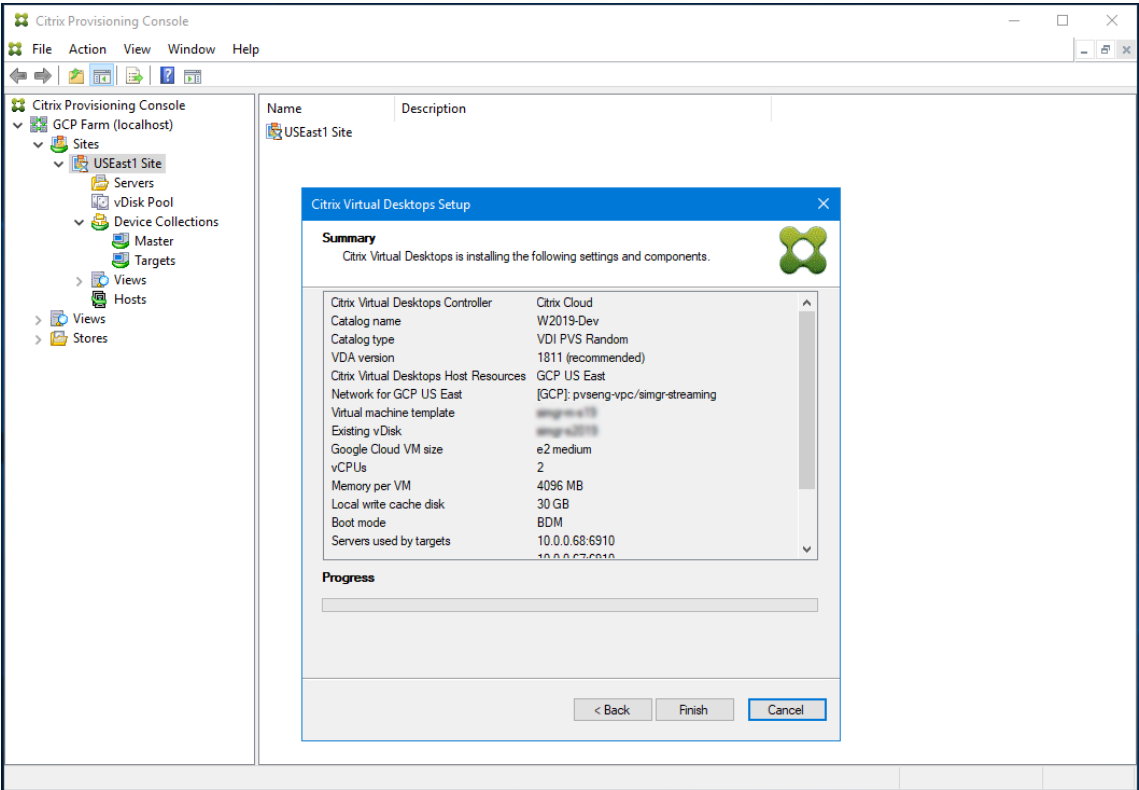 Citrix Provisioning Console
File Action View Window Help
Citrix Provisioning Console
GCP Farm (localhost)
Sites
USEast1 Site
Servers
vDisk Pool
Device Collections
Master
Targets
Views
Hosts
Views
Stores
Name Description
USEast1 Site
Citrix Virtual Desktops Setup
Summary
Citrix Virtual Desktops is installing the following settings and components.
Citrix Virtual Desktops Controller Citrix Cloud
Catalog name W2019-Dev
Catalog type VDI PVS Random
VDA version 1811 (recommended)
Citrix Virtual Desktops Host Resources GCP US East
Network for GCP US East [GCP]: pvseng-vpc/simgr-streaming
Virtual machine template
Existing vDisk
Google Cloud VM size e2 medium
vCPUs 2
Memory per VM 4096 MB
Local write cache disk 30 GB
Boot mode BDM
Servers used by targets 10.0.0.68:6910
10.0.0.67:6910
Progress
< Back Finish Cancel